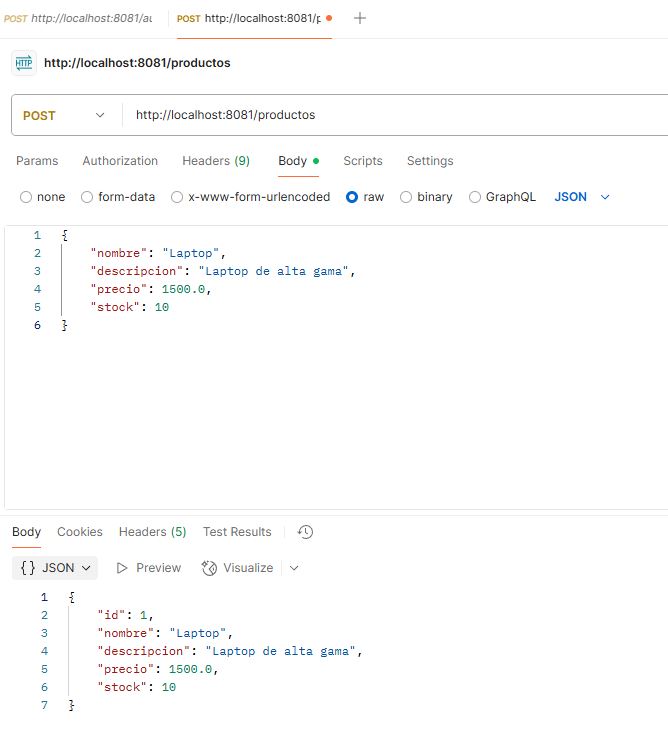 POST http://localhost:8081/au POST http://localhost:8081/p
HTTP http://localhost:8081/productos
POST http://localhost:8081/productos
Params Authorization Headers (9) Body Scripts Settings
none form-data x-www-form-urlencoded raw binary GraphQL JSON
1 {
2 "nombre": "Laptop",
3 "descripcion": "Laptop de alta gama",
4 "precio": 1500.0,
5 "stock": 10
6 }
Body Cookies Headers (5) Test Results
{} JSON Preview Visualize
1 {
2 "id": 1,
3 "nombre": "Laptop",
4 "descripcion": "Laptop de alta gama",
5 "precio": 1500.0,
6 "stock": 10
7 }